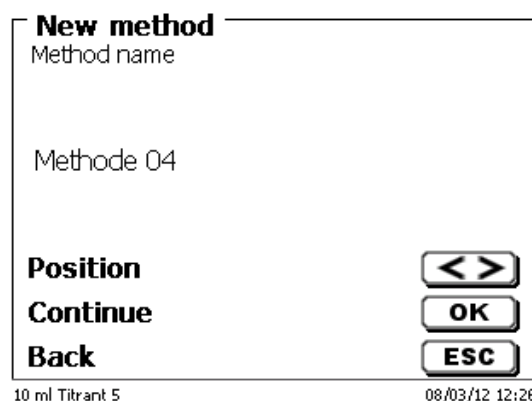 New method
Method name
Methode 04
Position < >
Continue OK
Back ESC
10 ml Titrant 5 08/03/12 12:26